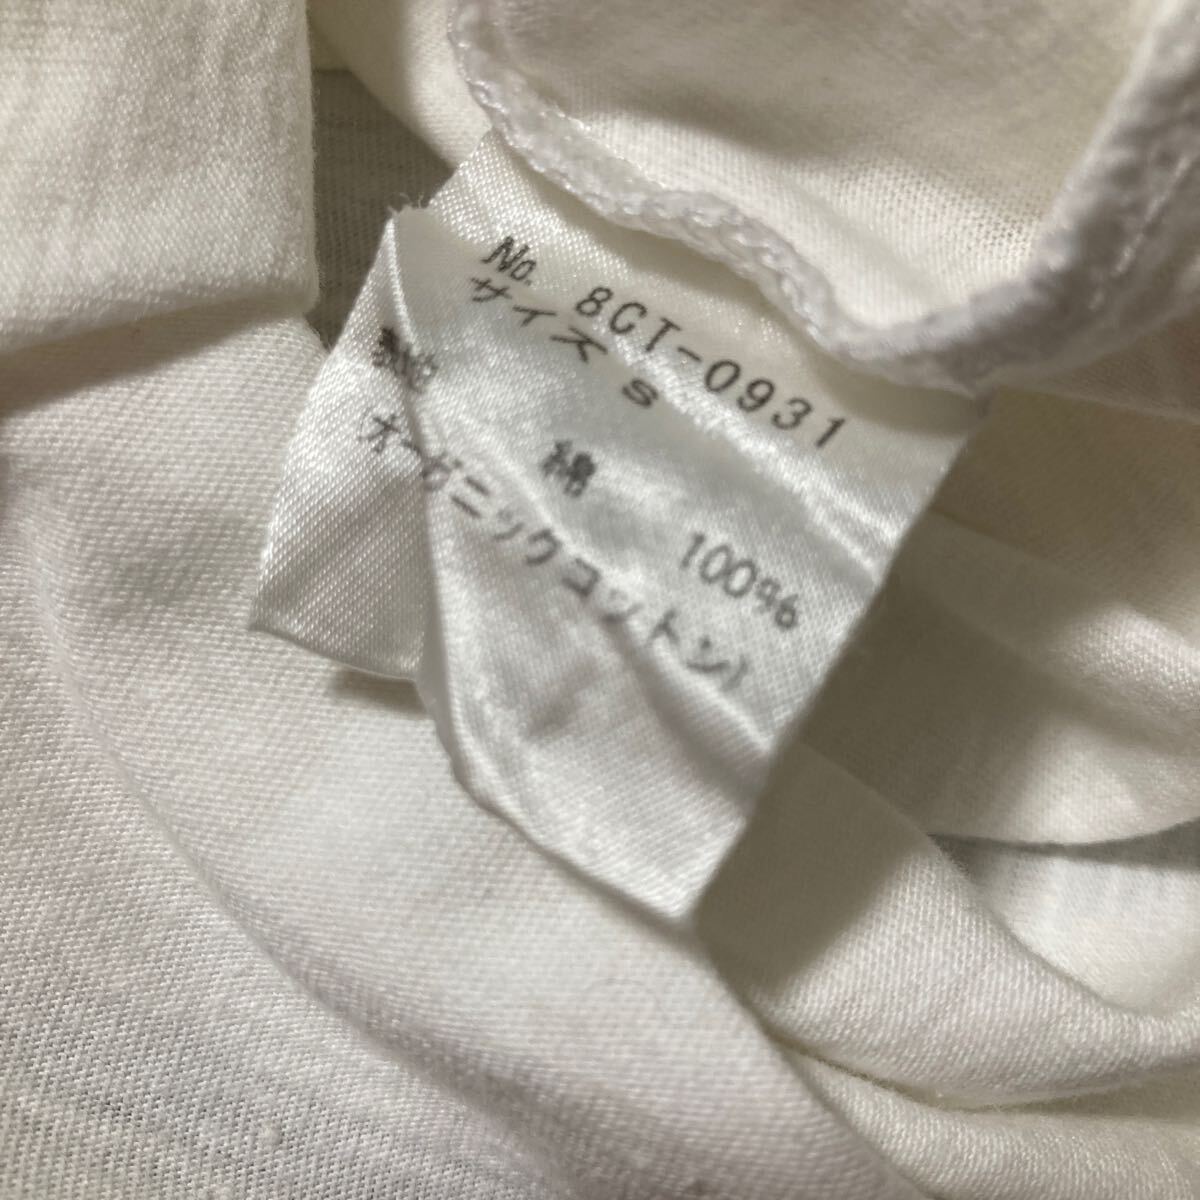 No. 8CT-0931
サイズ S
綿 100%
オーガニックコットン)